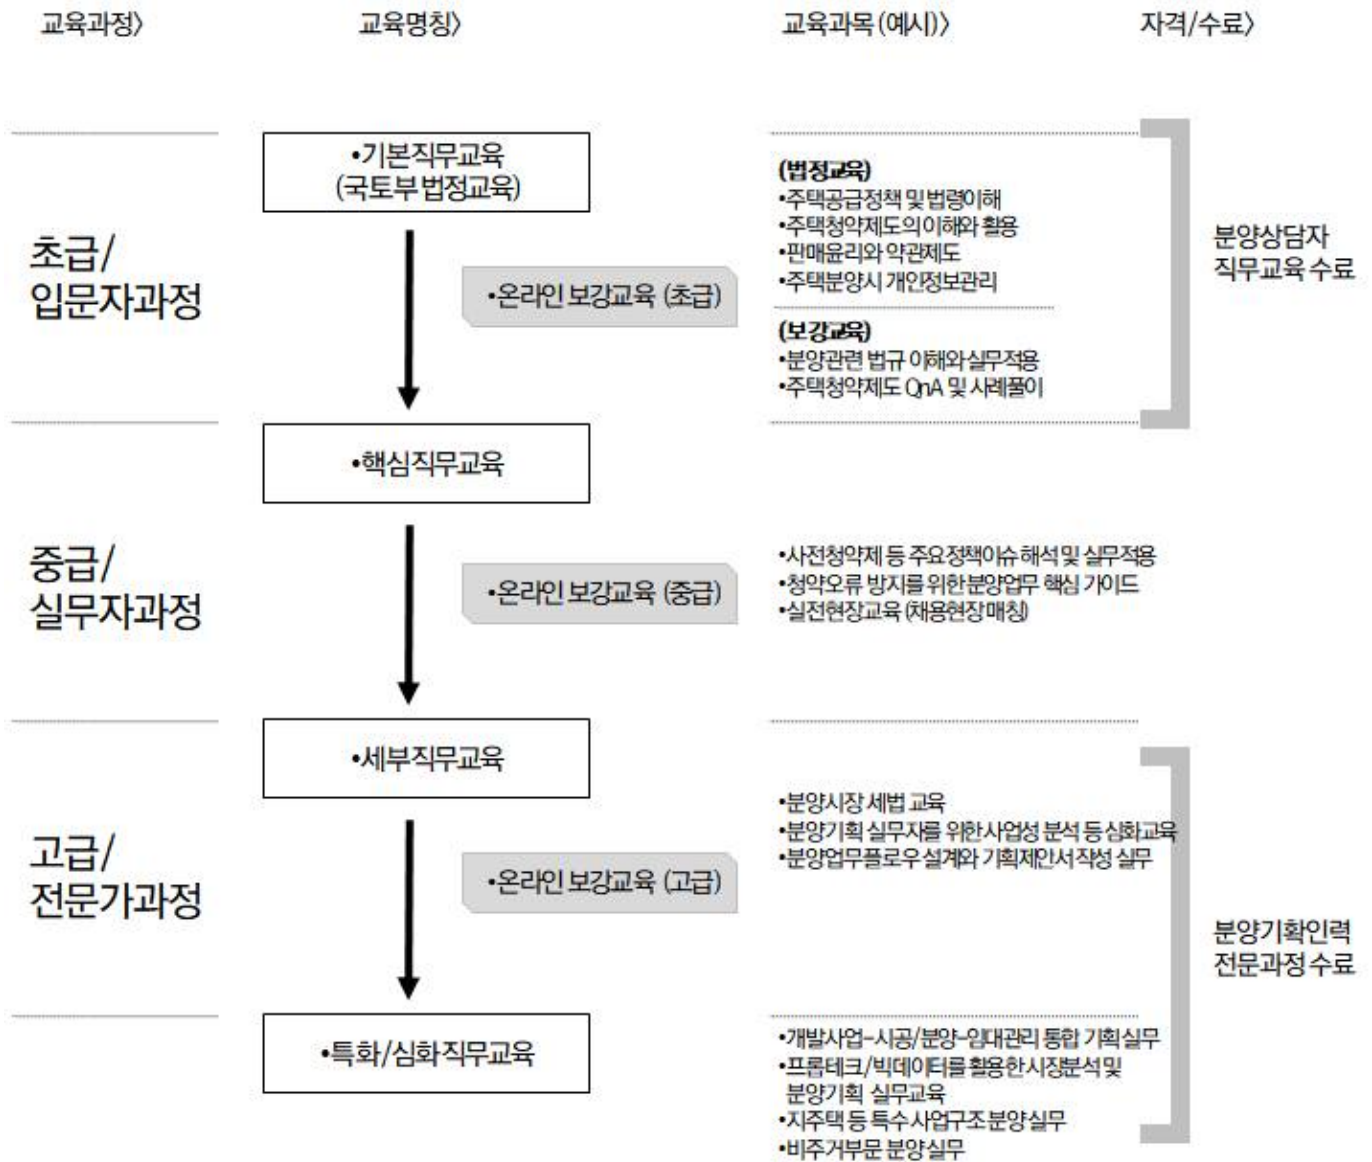 교육과정〉
교육명칭〉
교육과목(예시)〉
자격/수료〉
초급/
입문자과정
•기본직무교육
(국토부 법정교육)
•온라인 보강교육 (초급)
(법정교육)
•주택공급정책 및 법령이해
•주택청약제도의 이해와 활용
•판매윤리와 약관제도
•주택분양시 개인정보관리
(보강교육)
•분양관련 법규 이해와 실무적용
•주택청약제도 QnA 및 사례풀이
분양상담자
직무교육 수료
중급/
실무자과정
•핵심직무교육
•온라인 보강교육 (중급)
•사전청약제 등 주요정책이슈 해석 및 실무적용
•청약오류 방지를 위한 분양업무 핵심 가이드
•실전현장교육 (채용현장 매칭)
고급/
전문가과정
•세부직무교육
•온라인 보강교육 (고급)
•분양시장 세법 교육
•분양기획 실무자를 위한 사업성 분석 등 심화교육
•분양업무플로우 설계와 기획제안서 작성 실무
분양기확인력
전문과정 수료
•특화/심화 직무교육
•개발사업-시공/분양-임대관리 통합 기획 실무
•프롭테크/빅데이터를 활용한 시장분석 및
분양기획 실무교육
•지주택 등 특수 사업구조 분양 실무
•비주거부문 분양 실무